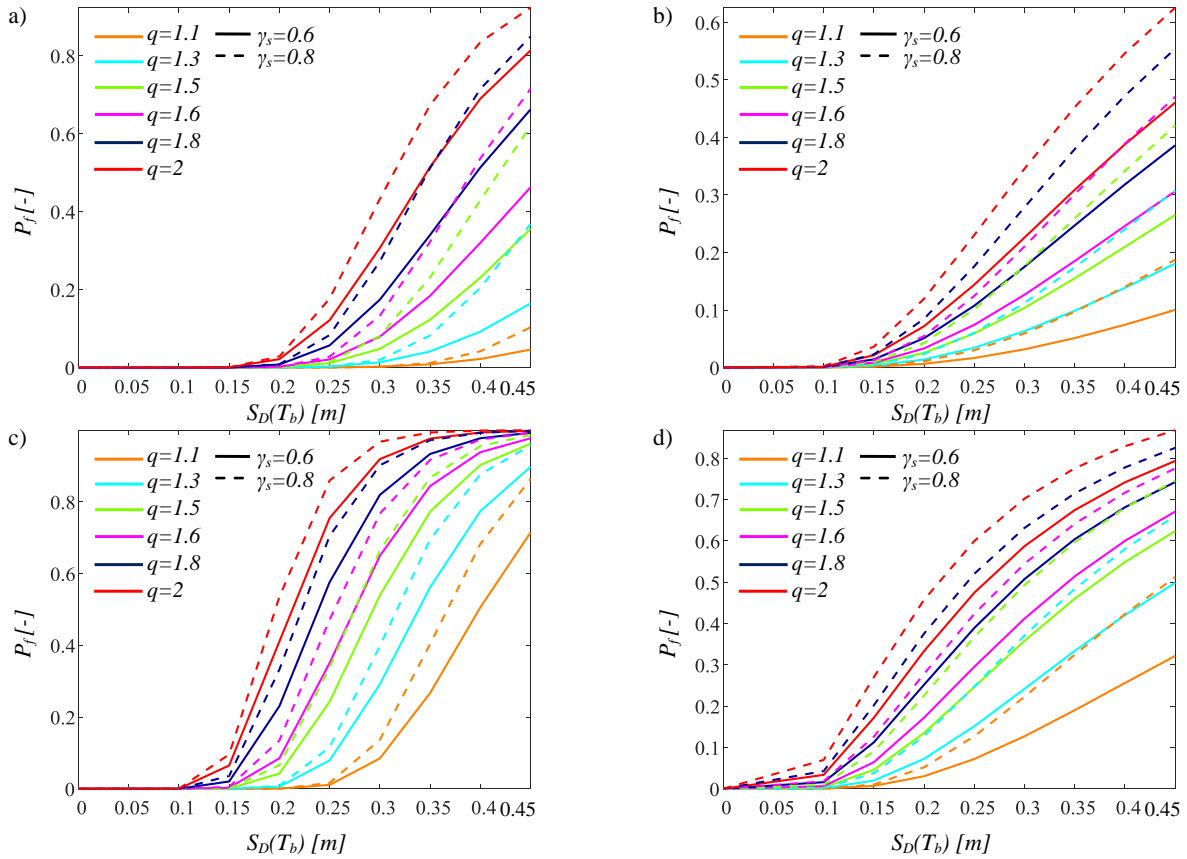 a)
q=1.1 γs=0.6
q=1.3 γs=0.8
q=1.5
q=1.6
q=1.8
q=2
0.8
0.6
0.4
0.2
0
Pf [-]
0 0.05 0.1 0.15 0.2 0.25 0.3 0.35 0.4 0.45
SD(Tb) [m]
b)
q=1.1 γs=0.6
q=1.3 γs=0.8
q=1.5
q=1.6
q=1.8
q=2
0.6
0.5
0.4
0.3
0.2
0.1
0
Pf [-]
0 0.05 0.1 0.15 0.2 0.25 0.3 0.35 0.4 0.45
SD(Tb) [m]
c)
q=1.1 γs=0.6
q=1.3 γs=0.8
q=1.5
q=1.6
q=1.8
q=2
0.8
0.6
0.4
0.2
0
Pf [-]
0 0.05 0.1 0.15 0.2 0.25 0.3 0.35 0.4 0.45
SD(Tb) [m]
d)
q=1.1 γs=0.6
q=1.3 γs=0.8
q=1.5
q=1.6
q=1.8
q=2
0.8
0.7
0.6
0.5
0.4
0.3
0.2
0.1
0
Pf [-]
0 0.05 0.1 0.15 0.2 0.25 0.3 0.35 0.4 0.45
SD(Tb) [m]